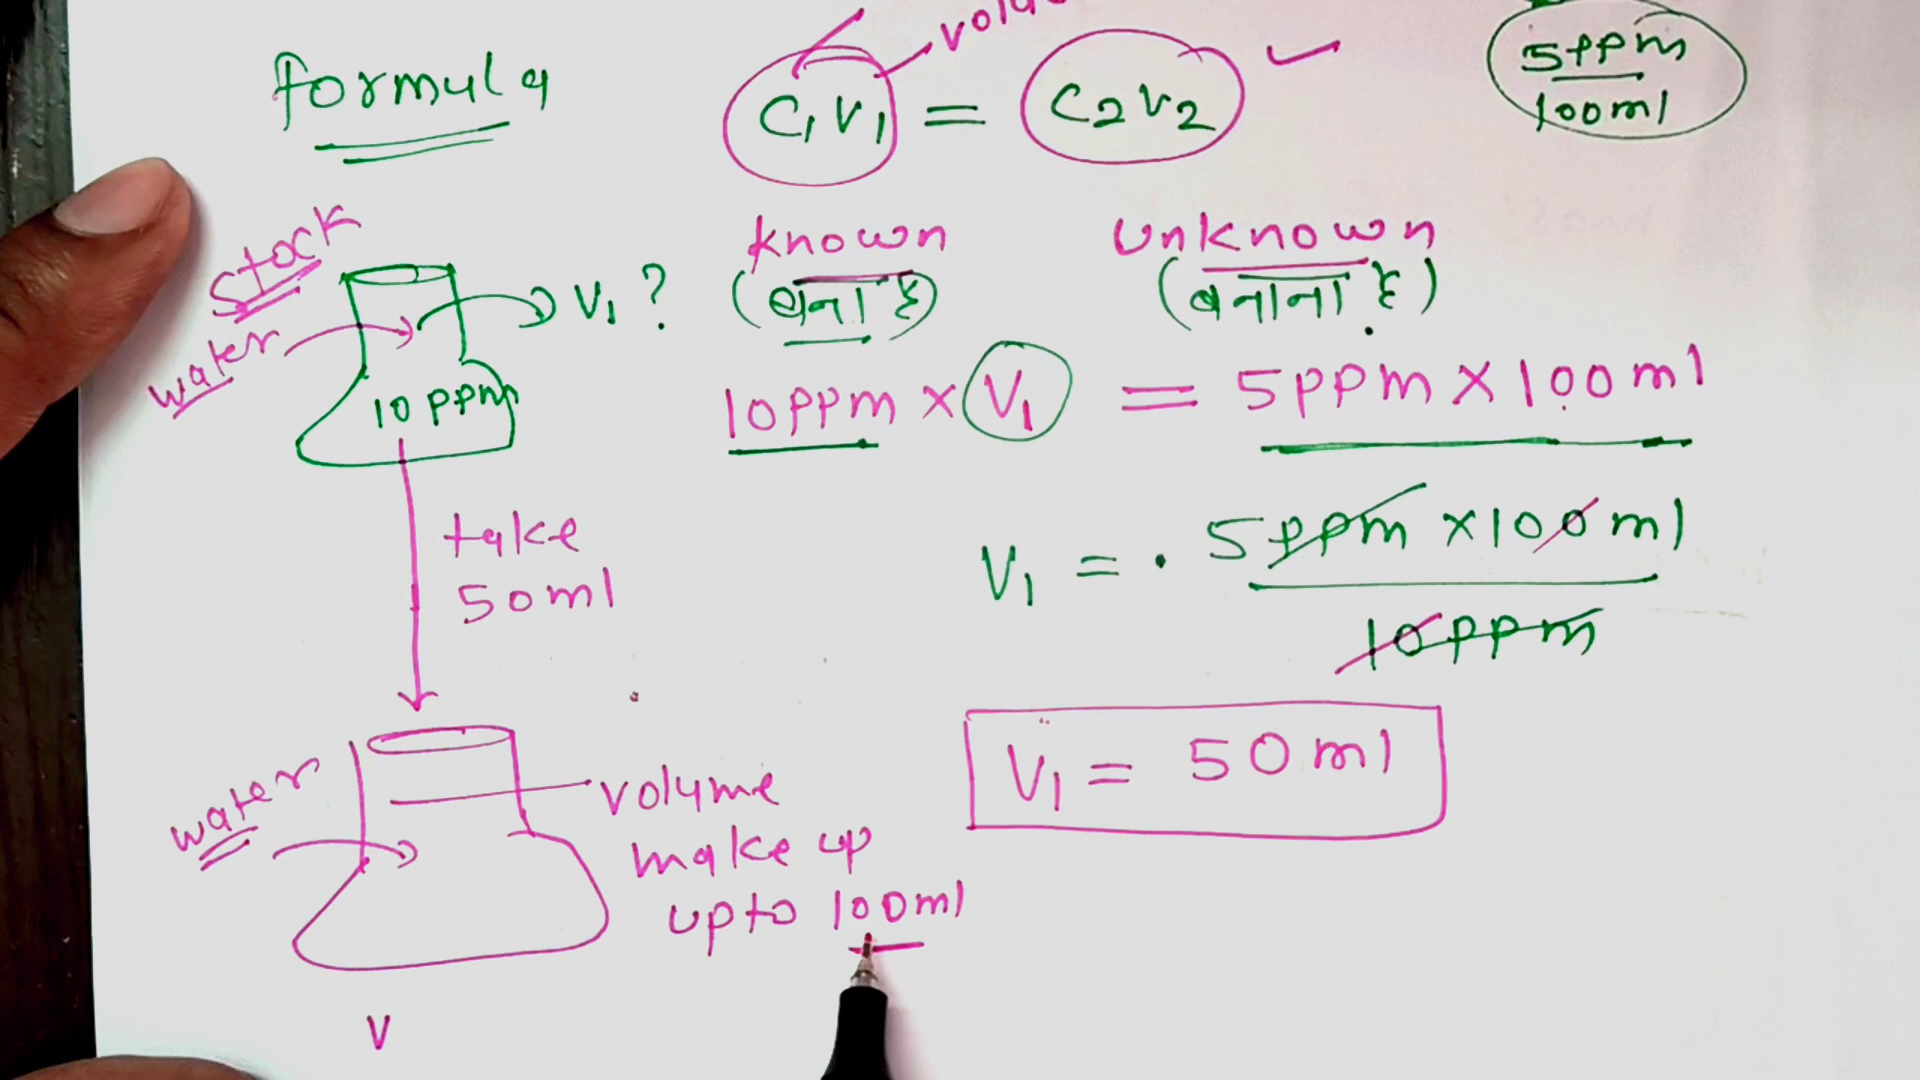 formula
C1V1 = C2V2
5ppm
100ml
Stock
water
V1 ?
known
(बना है)
unknown
(बनाना है)
10 ppm
10ppm × V1 = 5ppm × 100ml
take
50ml
V1 = 5ppm × 100ml
10ppm
V1 = 50ml
water
volume
make up
upto 100ml
V